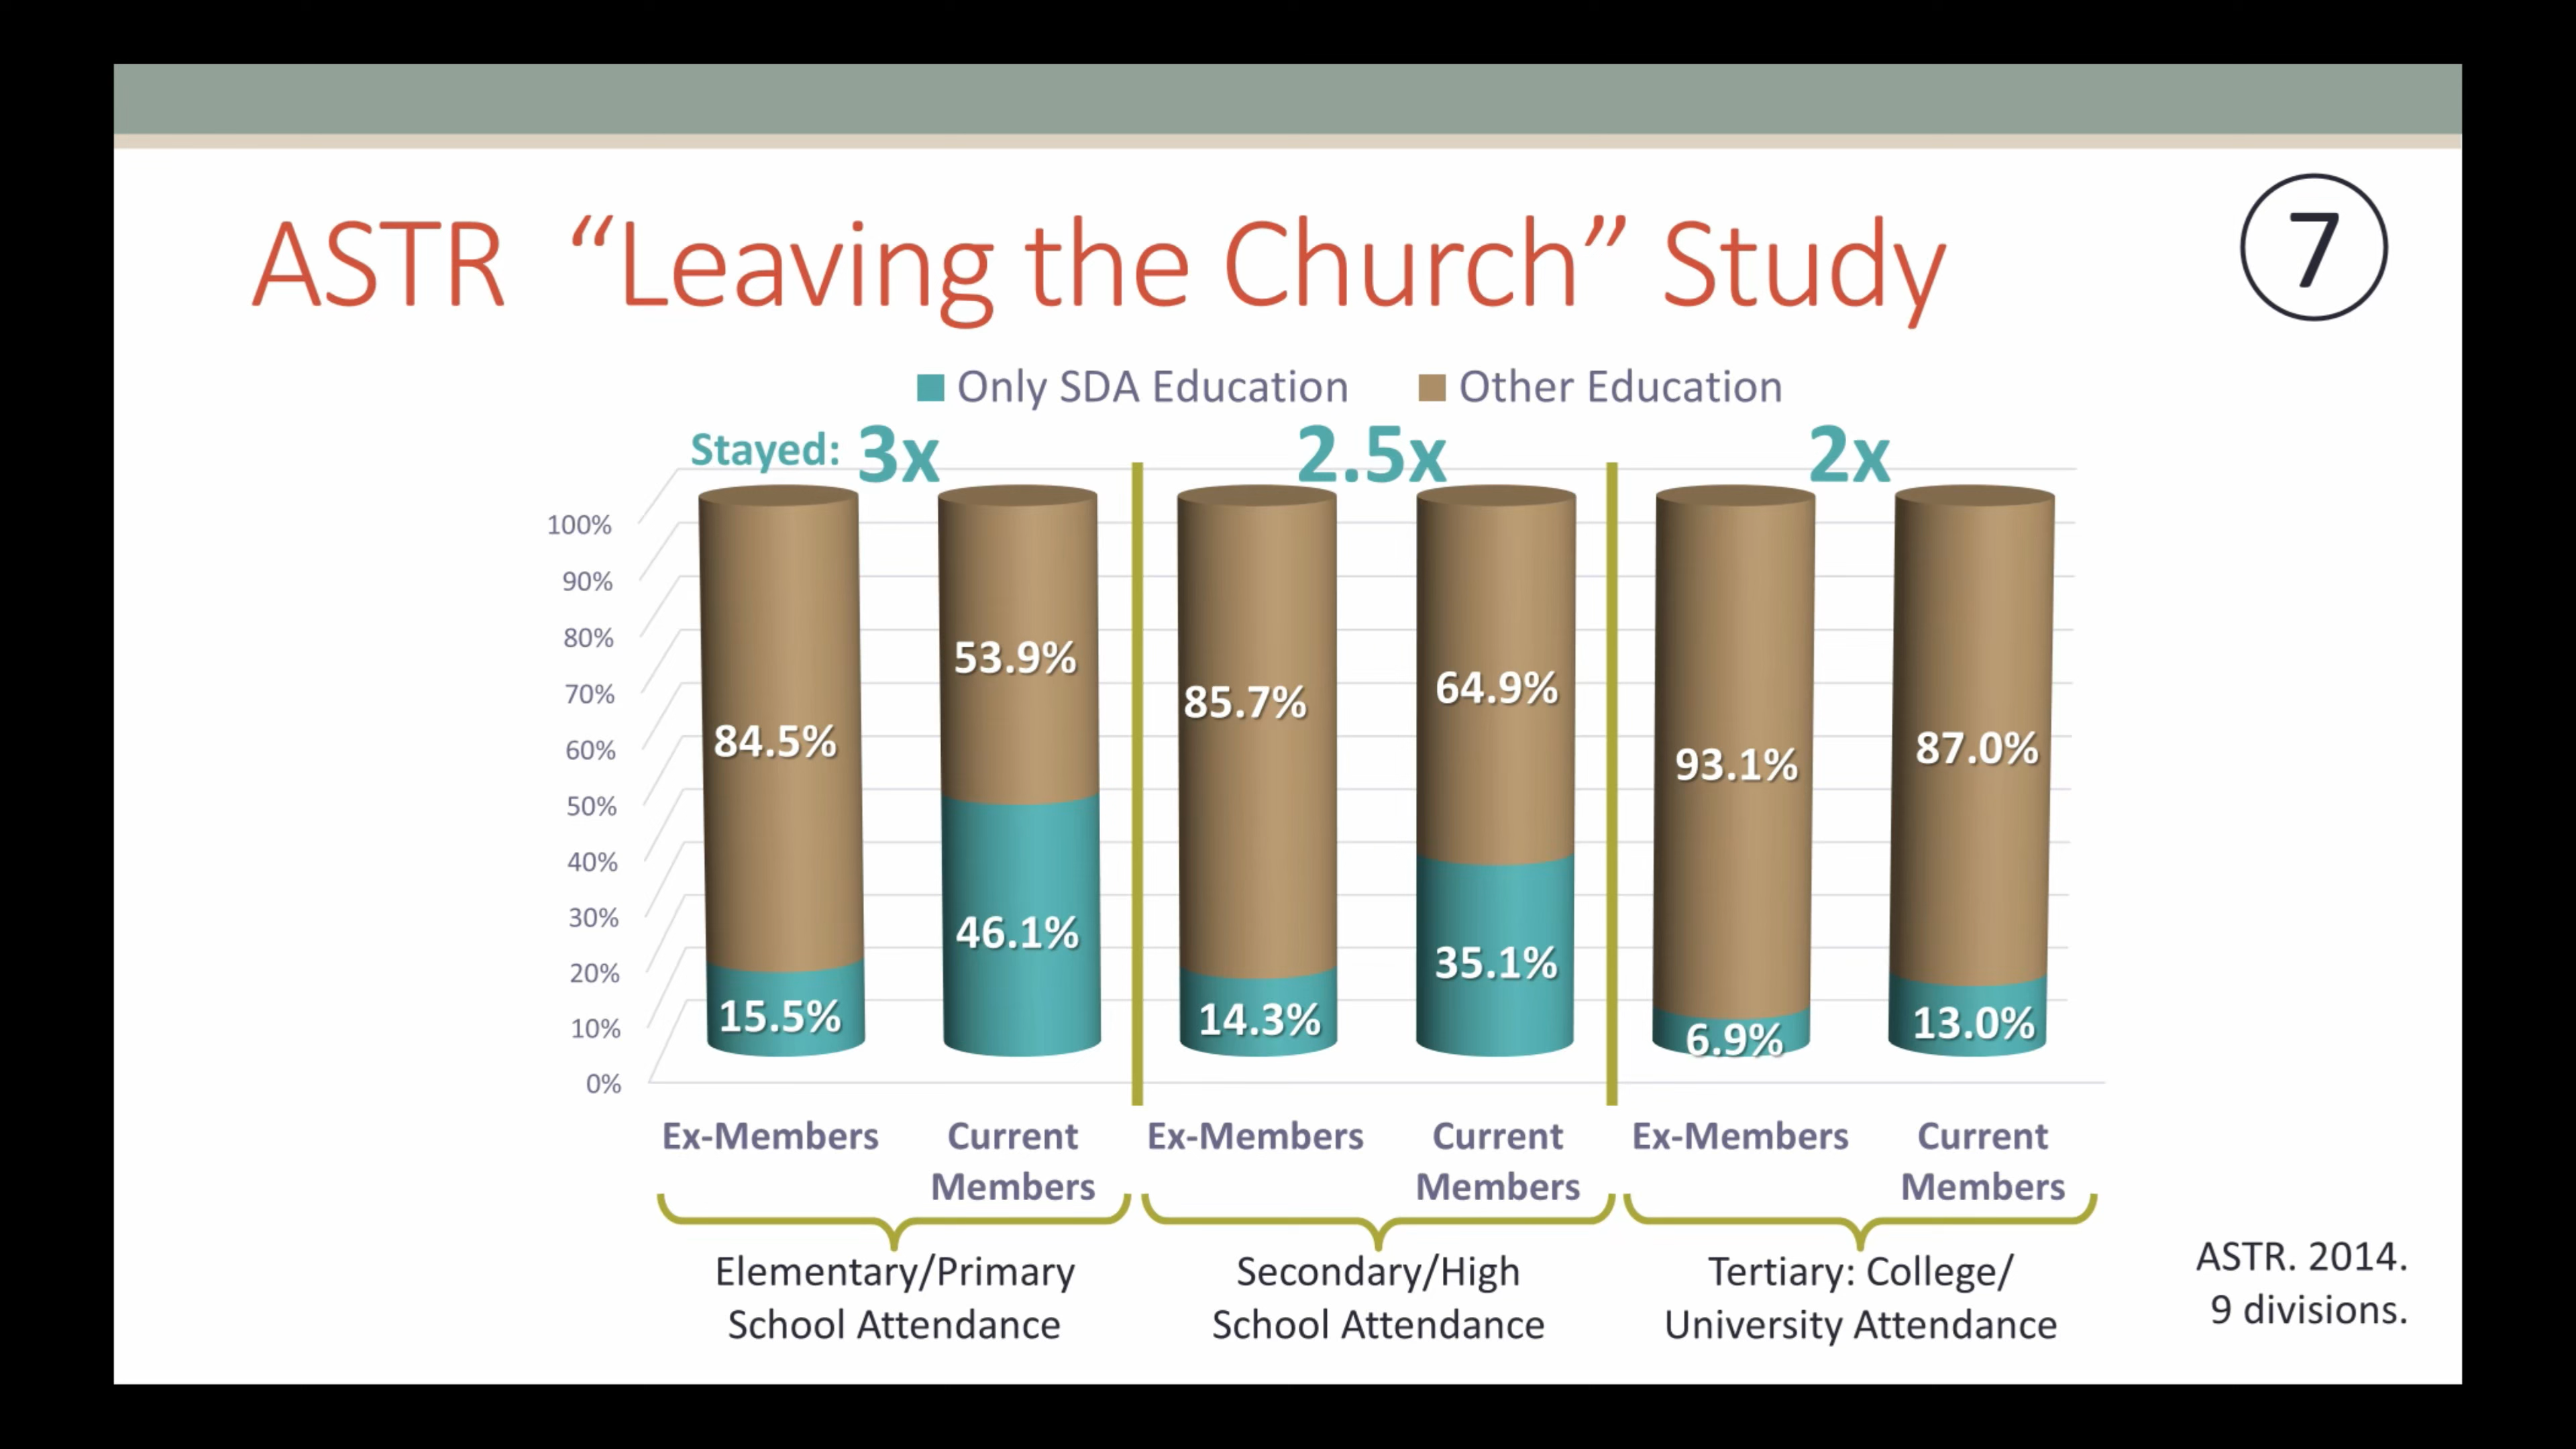 ASTR “Leaving the Church” Study
7
Only SDA Education
Other Education
Stayed: 3x
2.5x
2x
100%
90%
80%
70%
60%
50%
40%
30%
20%
10%
0%
84.5%
15.5%
53.9%
46.1%
85.7%
14.3%
64.9%
35.1%
93.1%
6.9%
87.0%
13.0%
Ex-Members
Current
Members
Ex-Members
Current
Members
Ex-Members
Current
Members
Elementary/Primary
School Attendance
Secondary/High
School Attendance
Tertiary: College/
University Attendance
ASTR. 2014.
9 divisions.